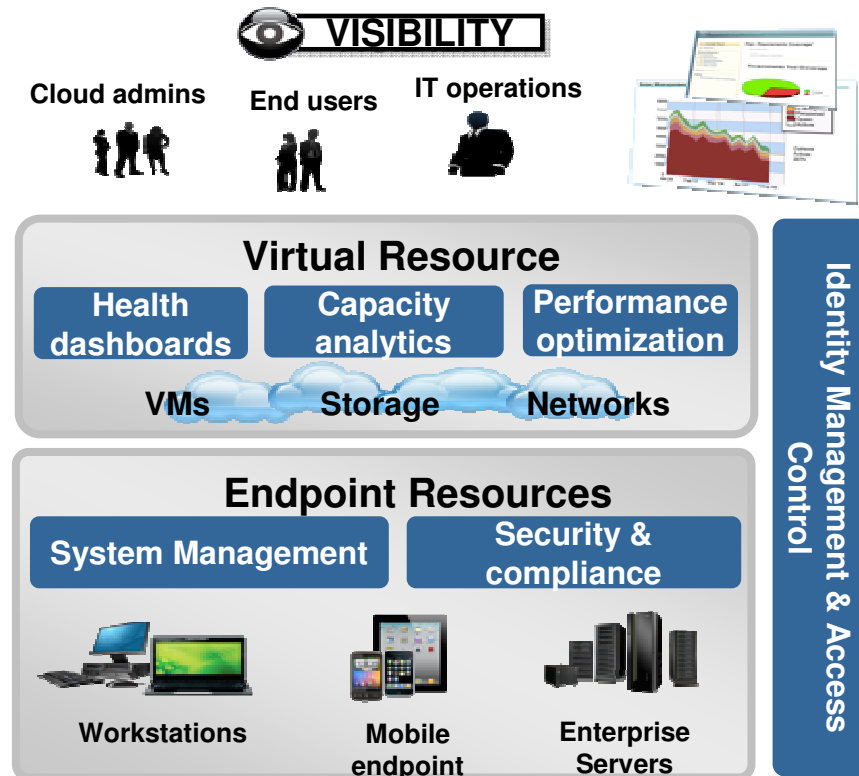 VISIBILITY
Cloud admins
End users
IT operations
Virtual Resource
Health
dashboards
Capacity
analytics
Performance
optimization
VMs
Storage
Networks
Endpoint Resources
System Management
Security &
compliance
Workstations
Mobile
endpoint
Enterprise
Servers
Identity Management & Access
Control